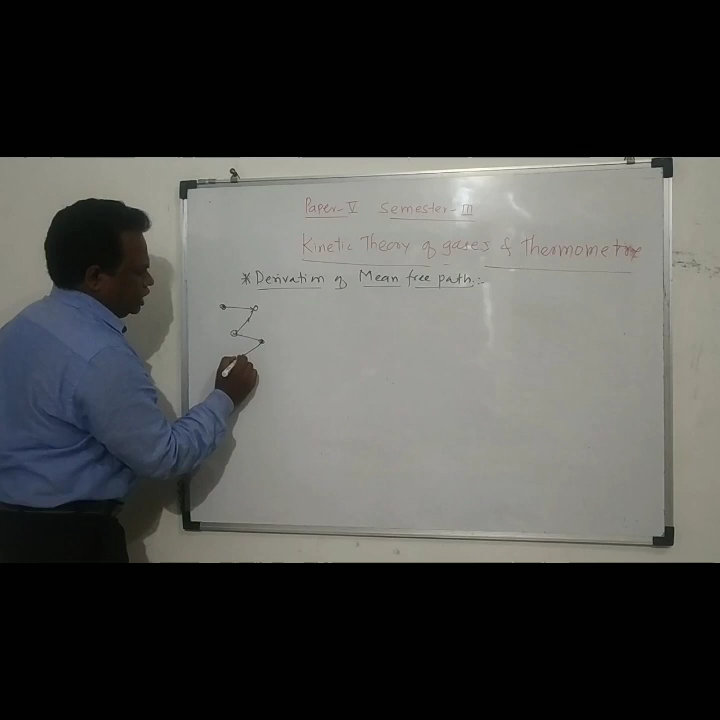 Paper-V Semester-III
Kinetic Theory of gases & Thermometry
* Derivation of Mean free path:-